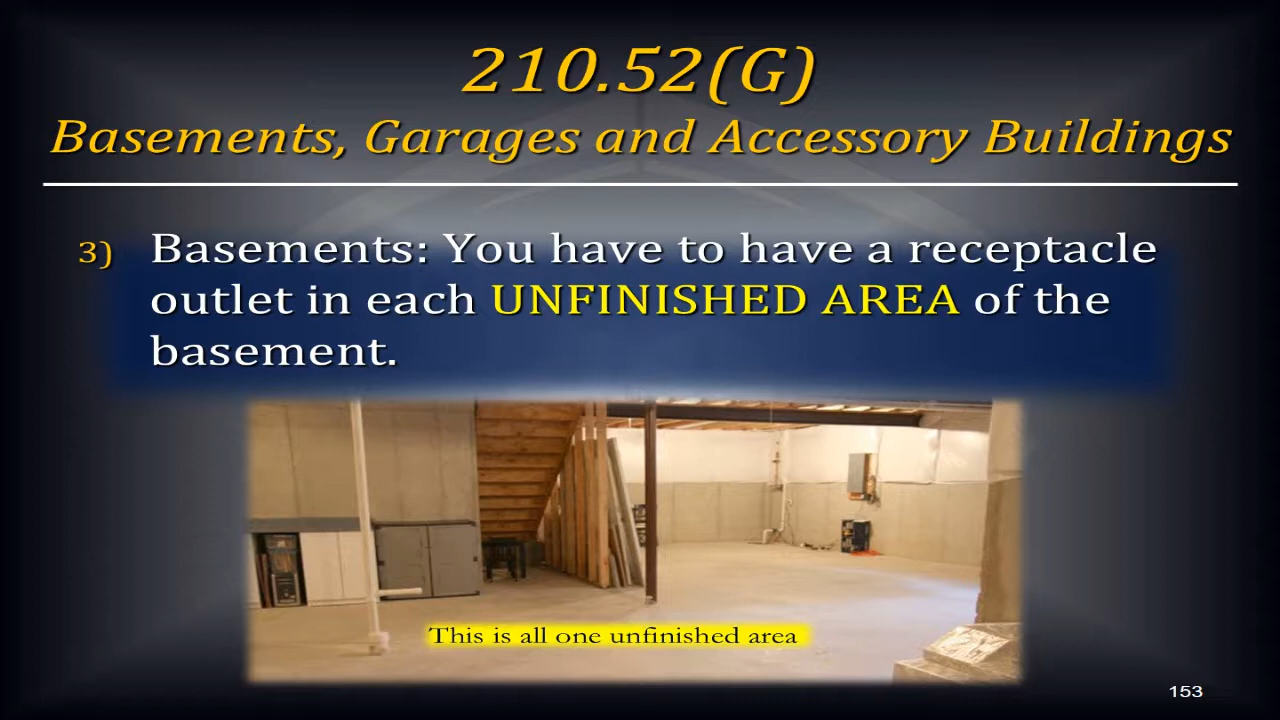 210.52(G)
Basements, Garages and Accessory Buildings
3) Basements: You have to have a receptacle
outlet in each UNFINISHED AREA of the
basement.
This is all one unfinished area
153